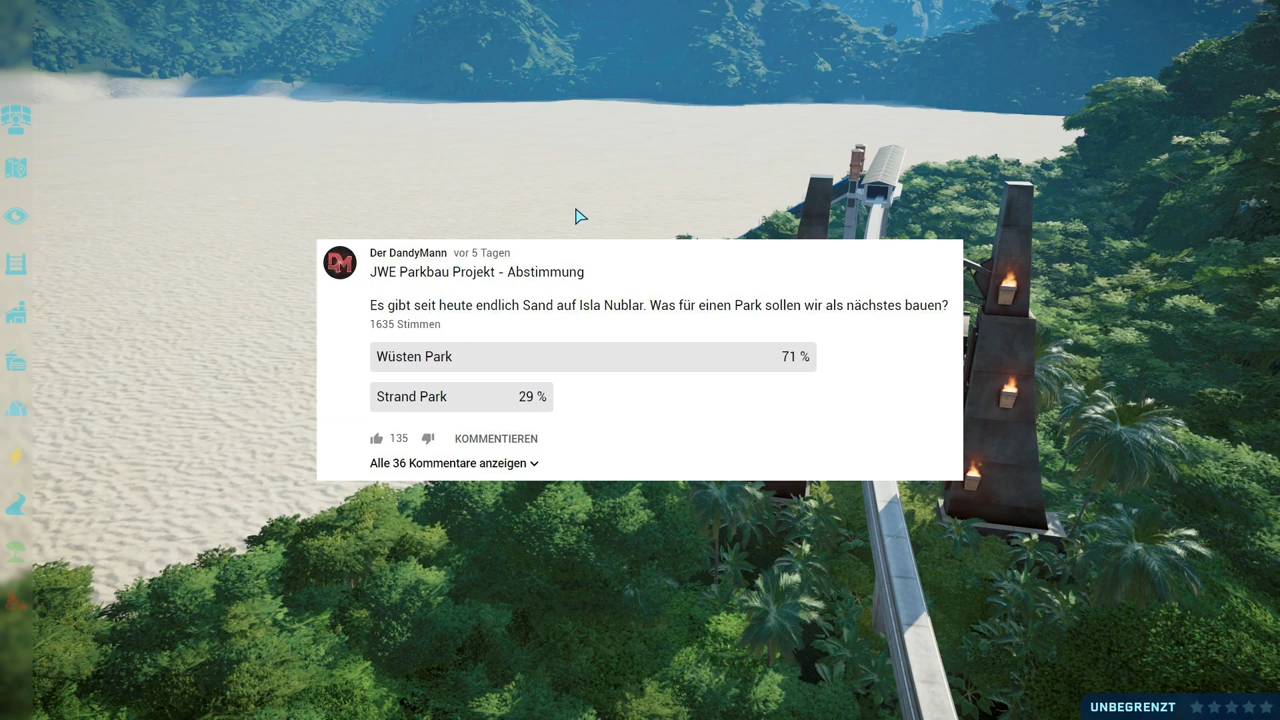 Der DandyMann vor 5 Tagen
JWE Parkbau Projekt - Abstimmung
Es gibt seit heute endlich Sand auf Isla Nublar. Was für einen Park sollen wir als nächstes bauen?
1635 Stimmen
Wüsten Park 71 %
Strand Park 29 %
135 KOMMENTIEREN
Alle 36 Kommentare anzeigen
UNBEGRENZT